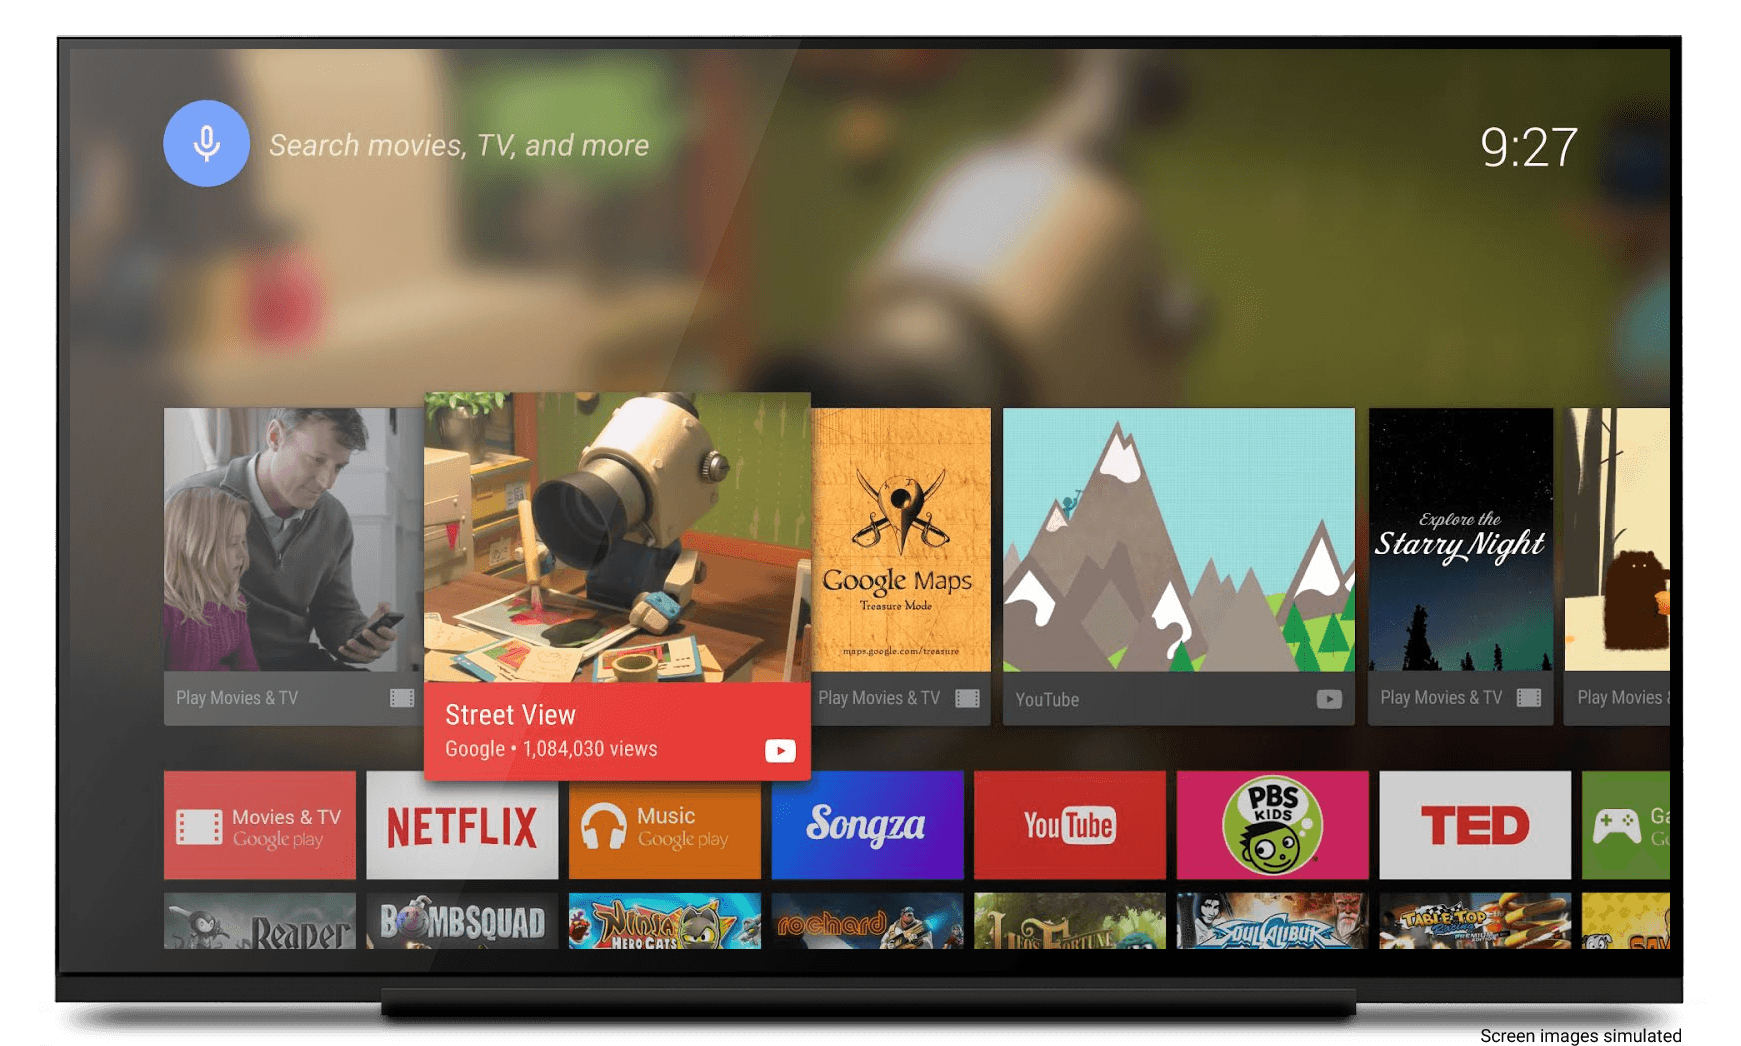 Search movies, TV, and more
9:27
Explore the
Starry Night
Google Maps
Treasure Mode
maps.google.com/treasure
Play Movies & TV
Street View
Google • 1,084,030 views
Play Movies & TV
YouTube
Play Movies & TV
Play Movies &
Movies & TV
Google play
NETFLIX
Music
Google play
Songza
YouTube
PBS
KIDS
TED
Ga
Reaper
BOMBSQUAD
NINJA
HERO CATS
rochard
LEO'S FORTUNE
SOULCALIBUR
TABLE TOP
Racing
PREMIUM
EDITION
Screen images simulated